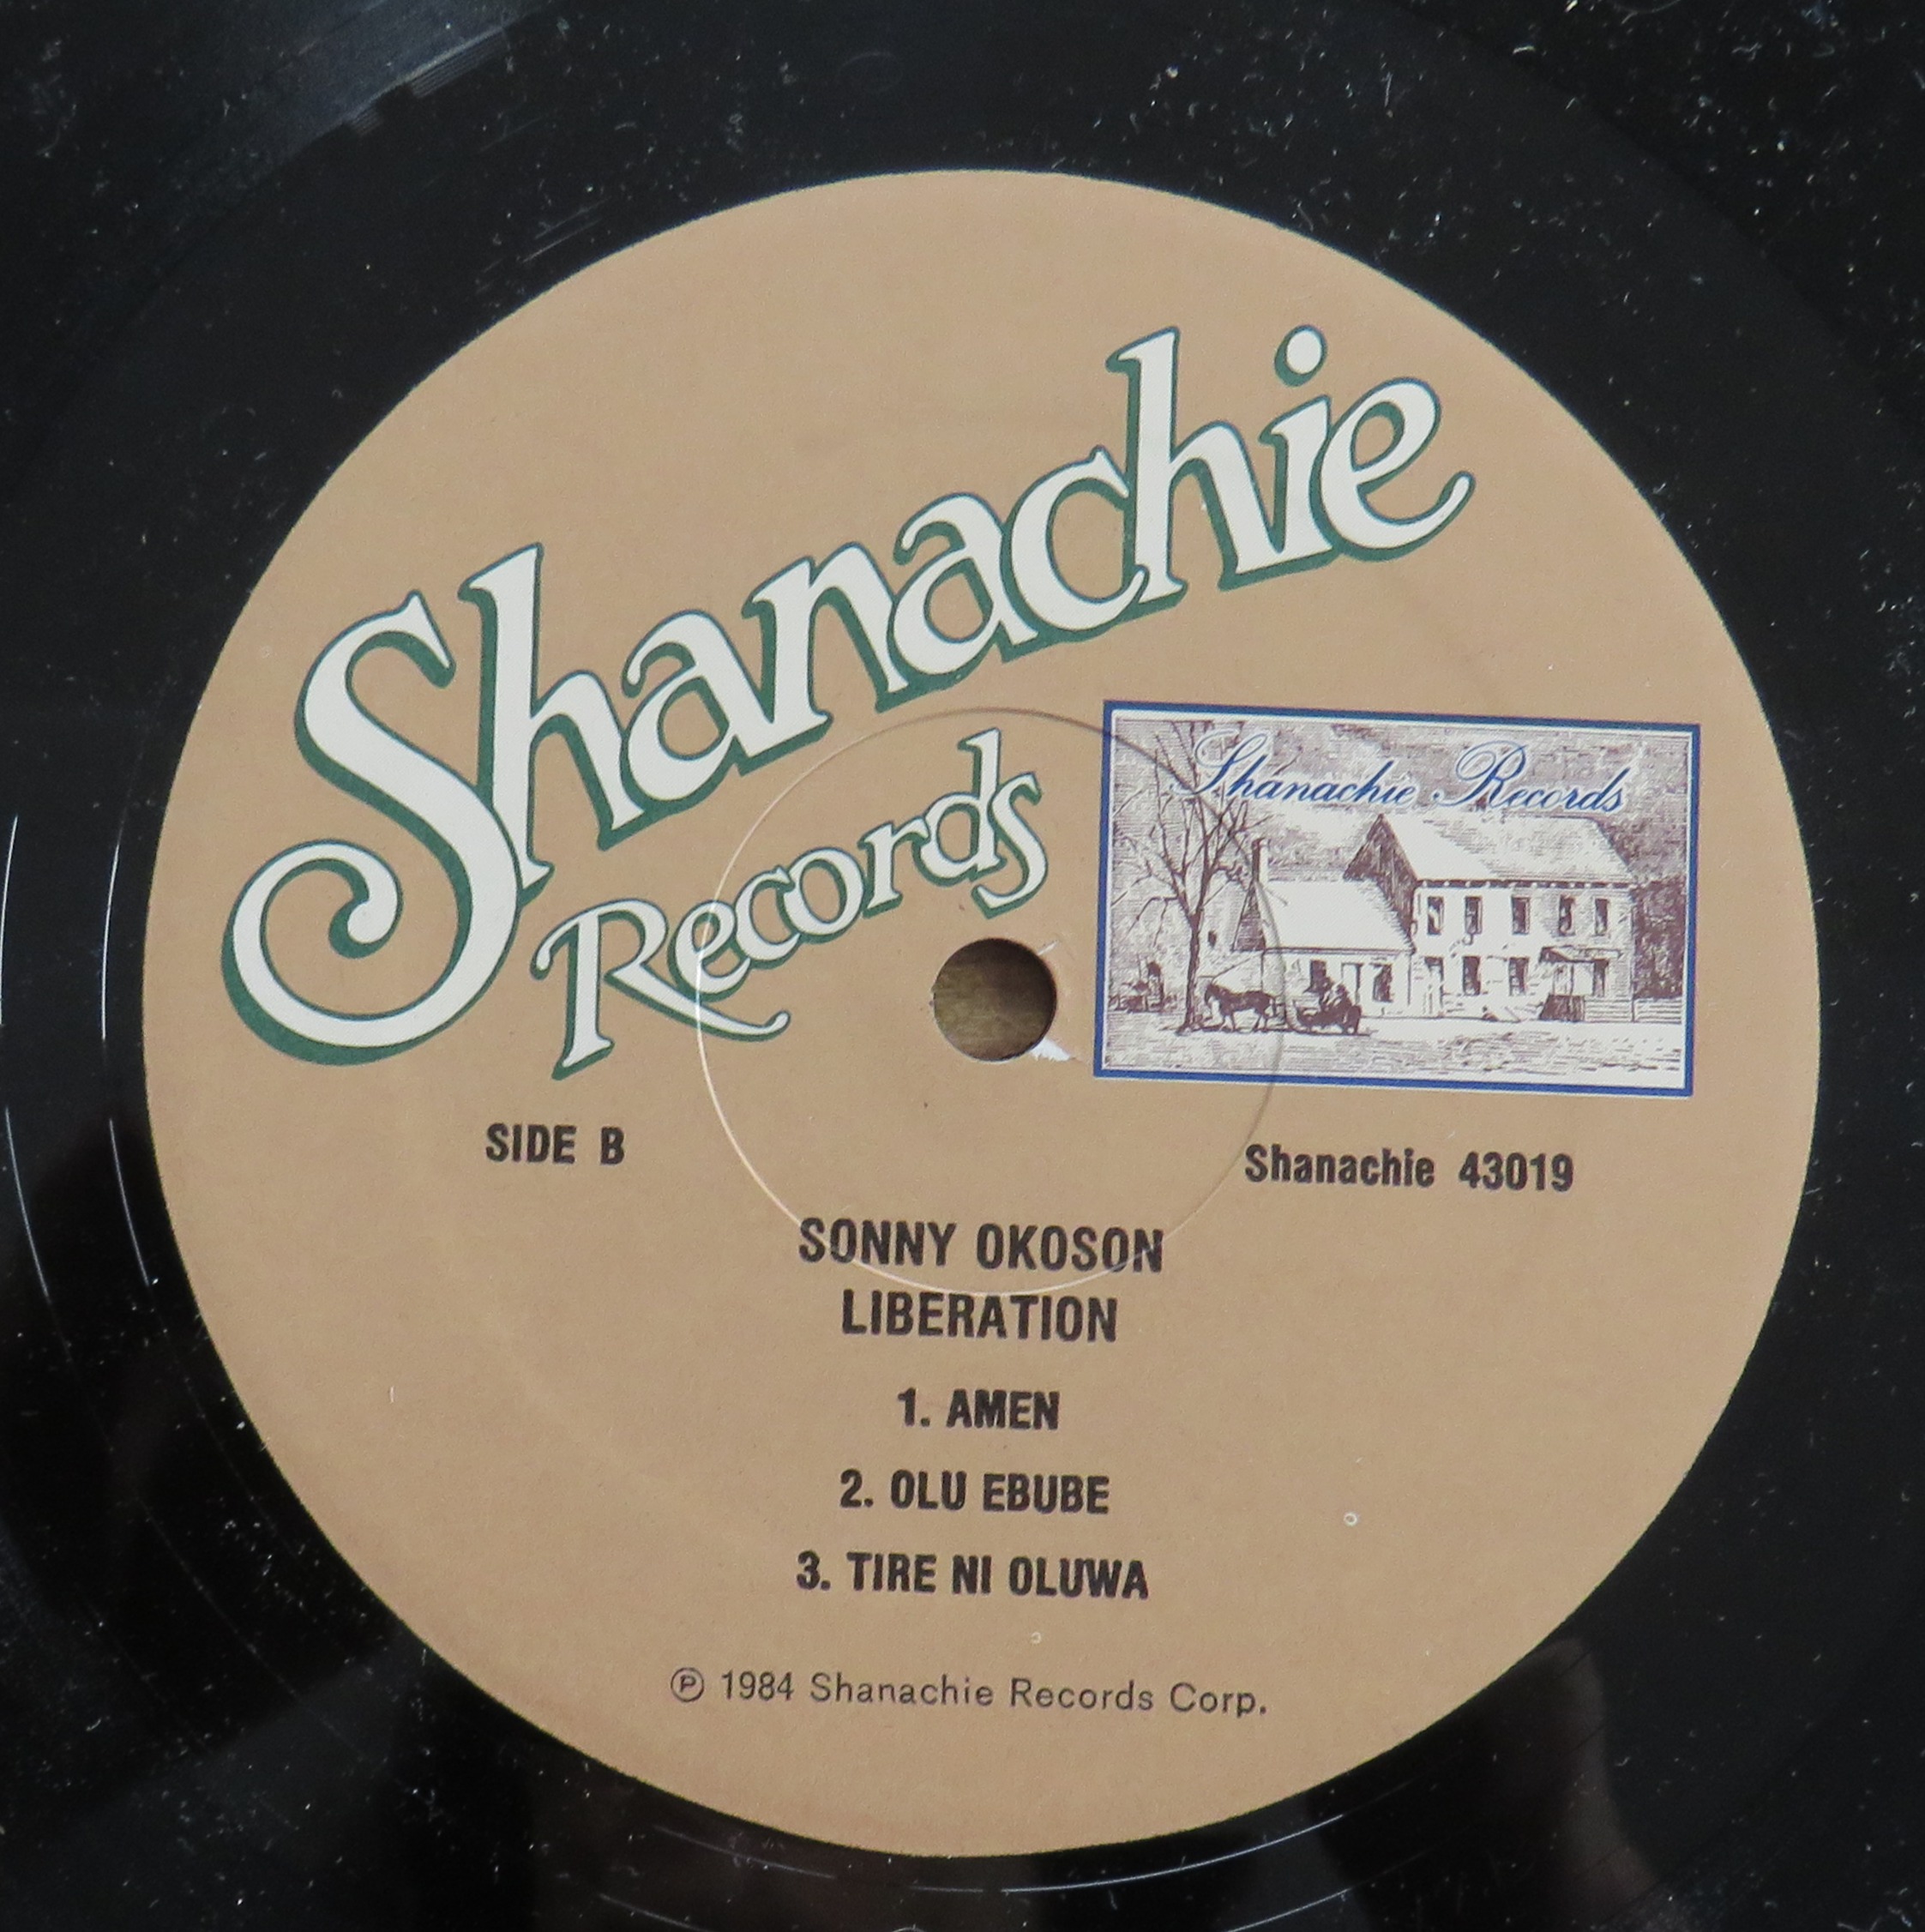 Shanachie
Records
Shanachie Records
SIDE B
Shanachie 43019
SONNY OKOSON
LIBERATION
1. AMEN
2. OLU EBUBE
3. TIRE NI OLUWA
℗ 1984 Shanachie Records Corp.